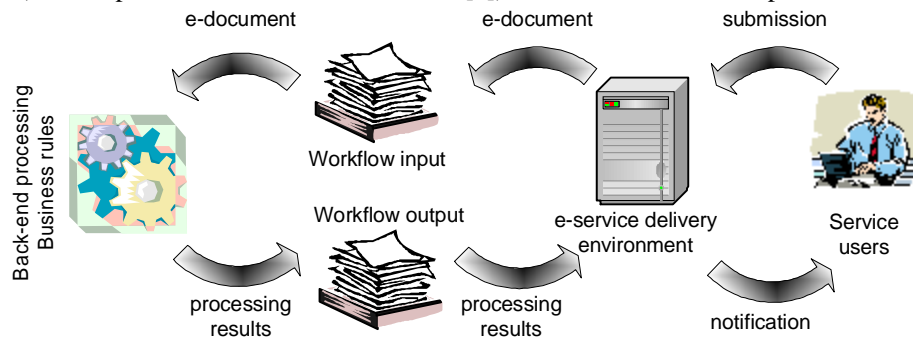 e-document
e-document
submission
Back-end processing
Business rules
Workflow input
Workflow output
e-service delivery
environment
Service
users
processing
results
processing
results
notification